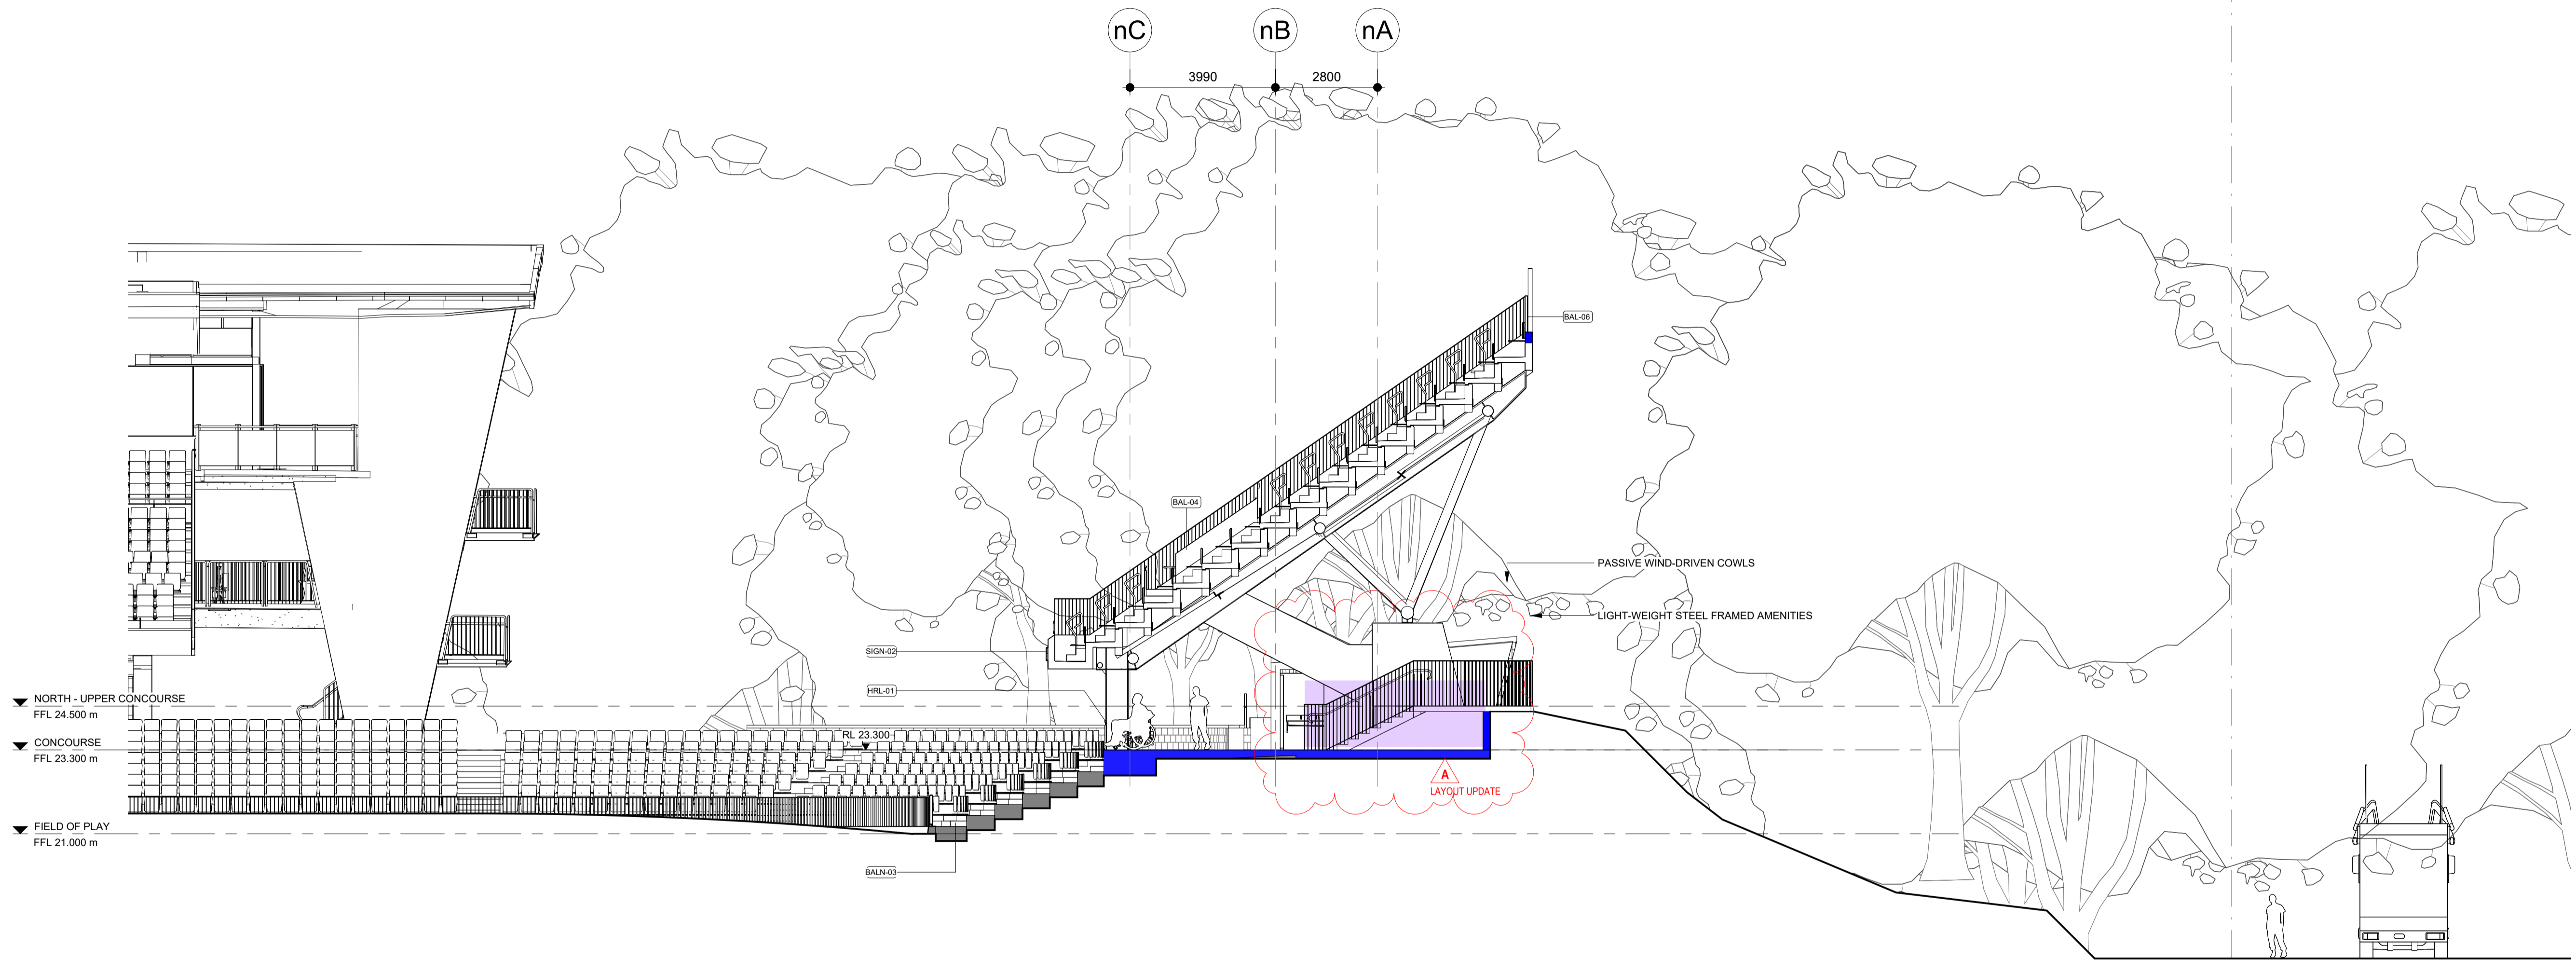 nC
nB
nA
3990
2800
BAL-06
BAL-04
PASSIVE WIND-DRIVEN COWLS
LIGHT-WEIGHT STEEL FRAMED AMENITIES
SIGN-02
HRL-01
NORTH - UPPER CONCOURSE
FFL 24.500 m
RL 23.300
CONCOURSE
FFL 23.300 m
A
LAYOUT UPDATE
FIELD OF PLAY
FFL 21.000 m
BALN-03